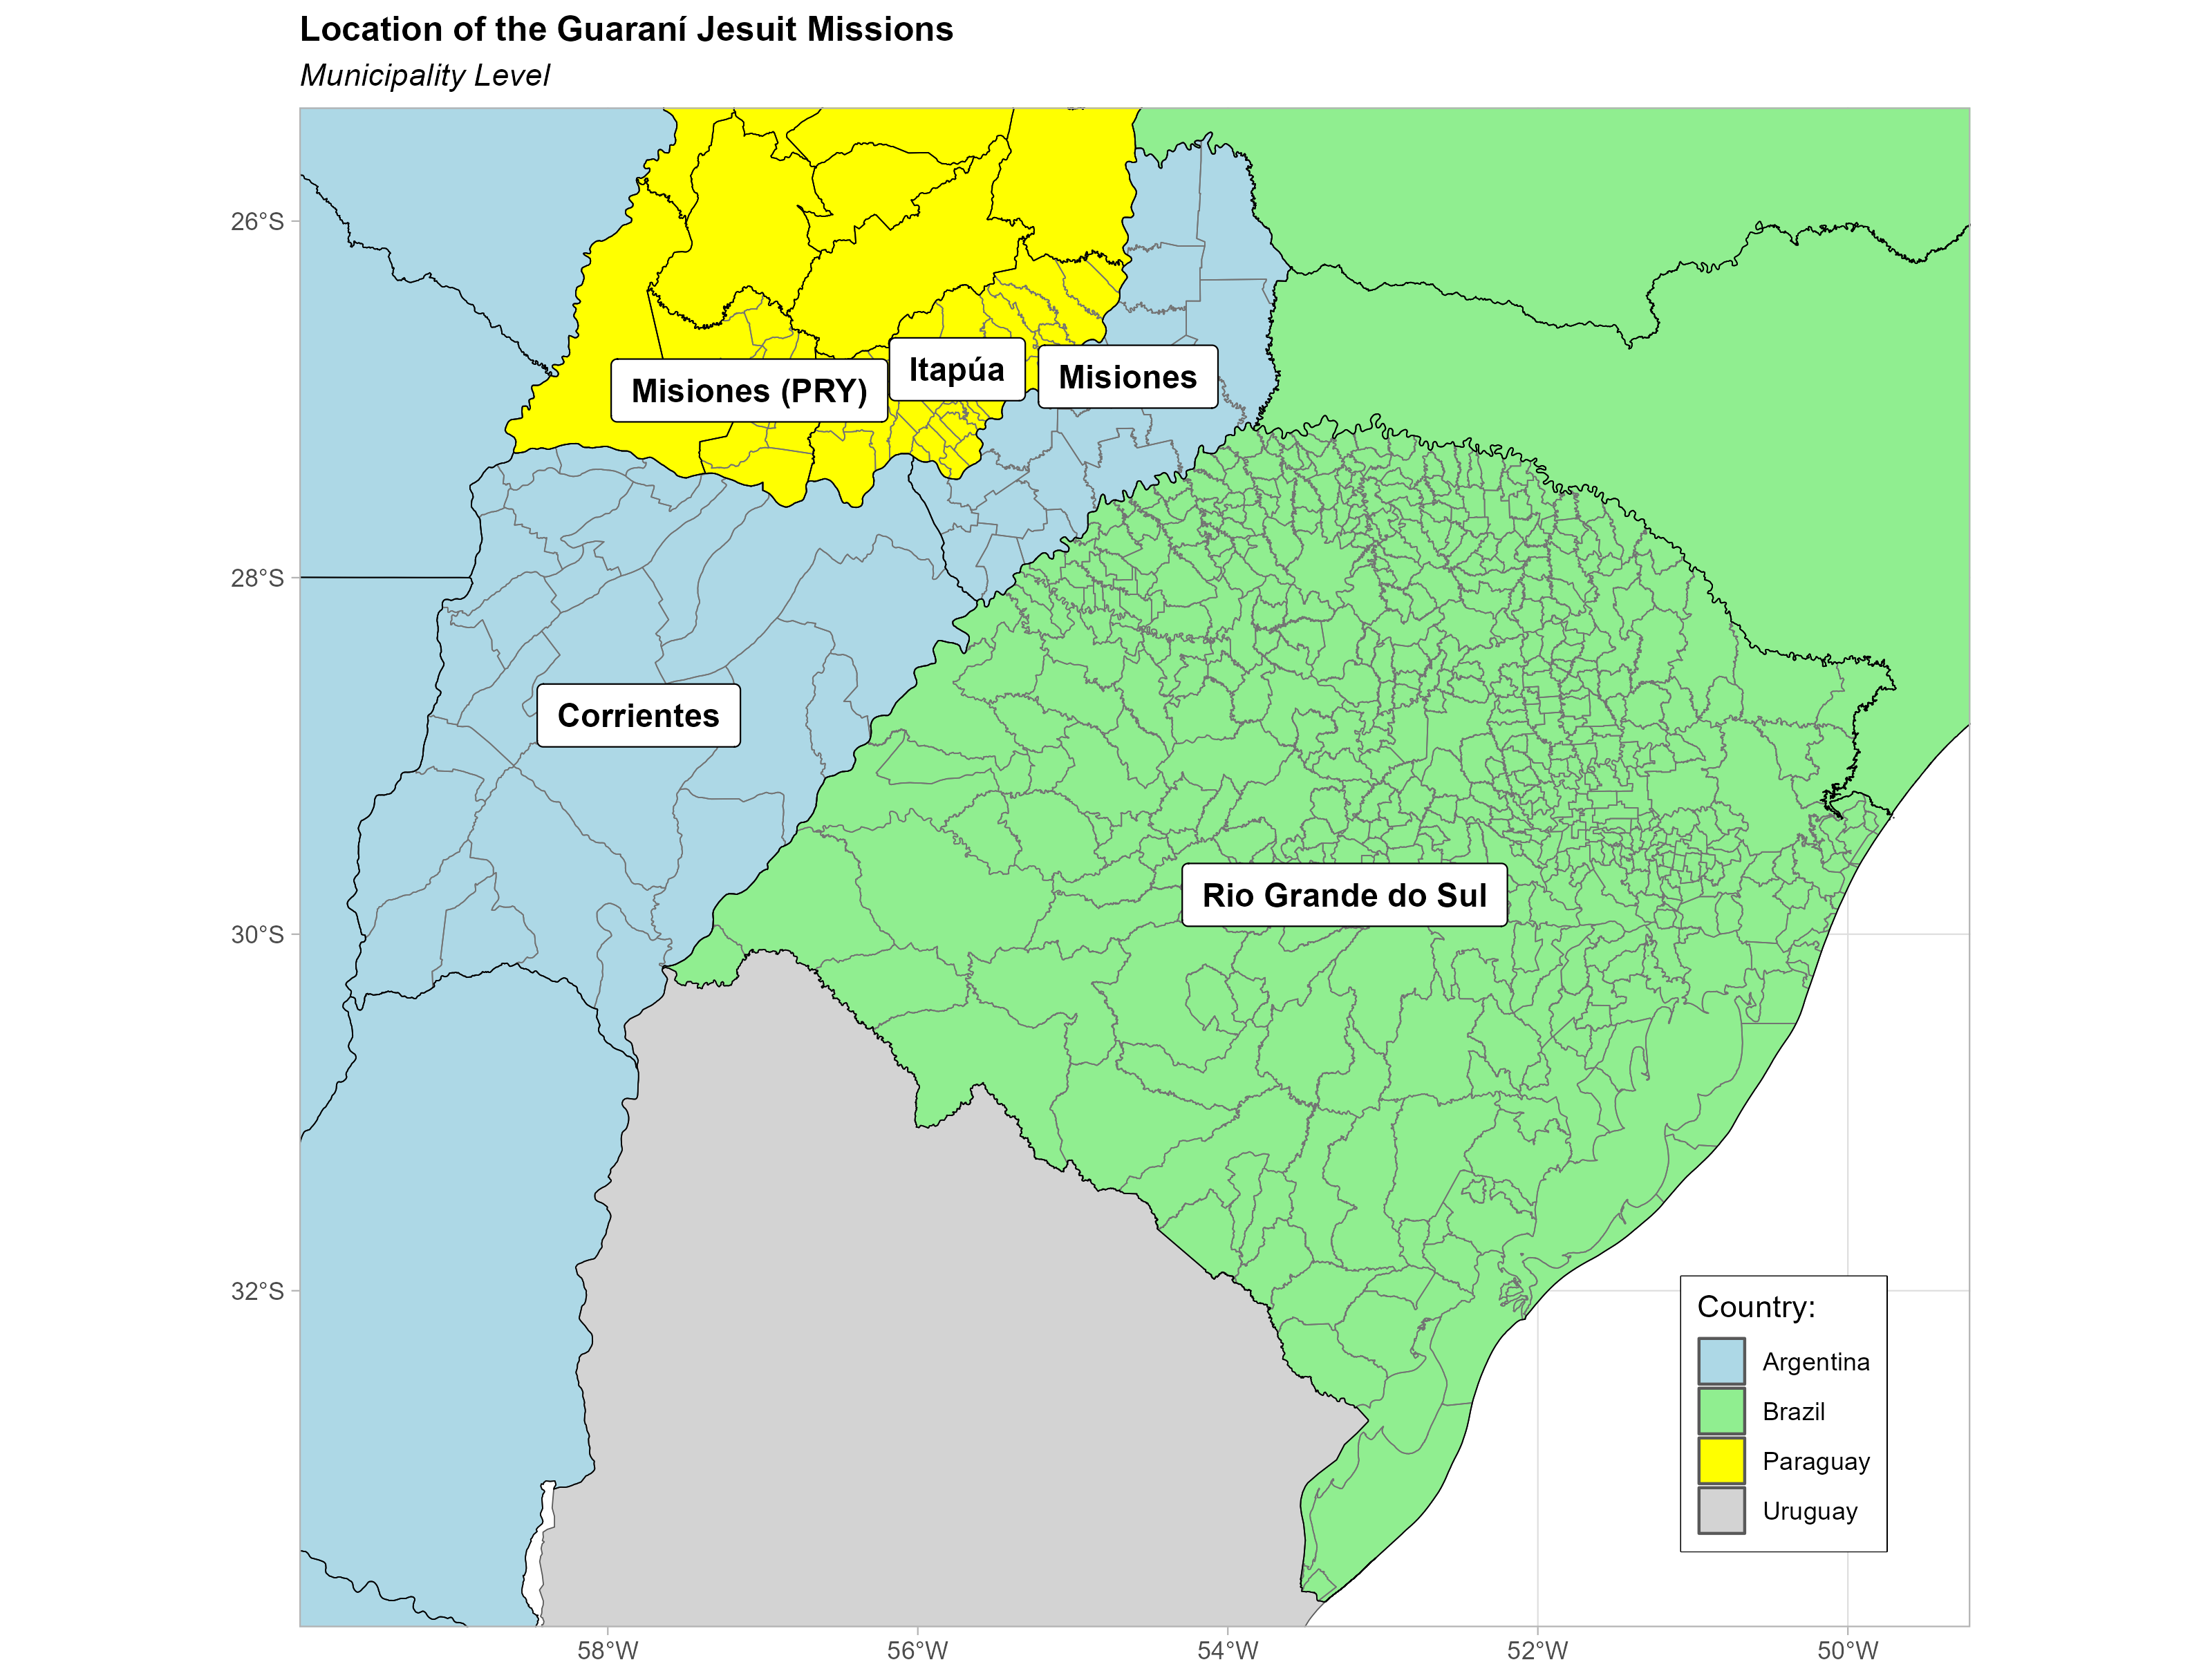 Location of the Guaraní Jesuit Missions
Municipality Level
26°S
28°S
30°S
32°S
Misiones (PRY)
Itapúa
Misiones
Corrientes
Rio Grande do Sul
Country:
Argentina
Brazil
Paraguay
Uruguay
58°W
56°W
54°W
52°W
50°W